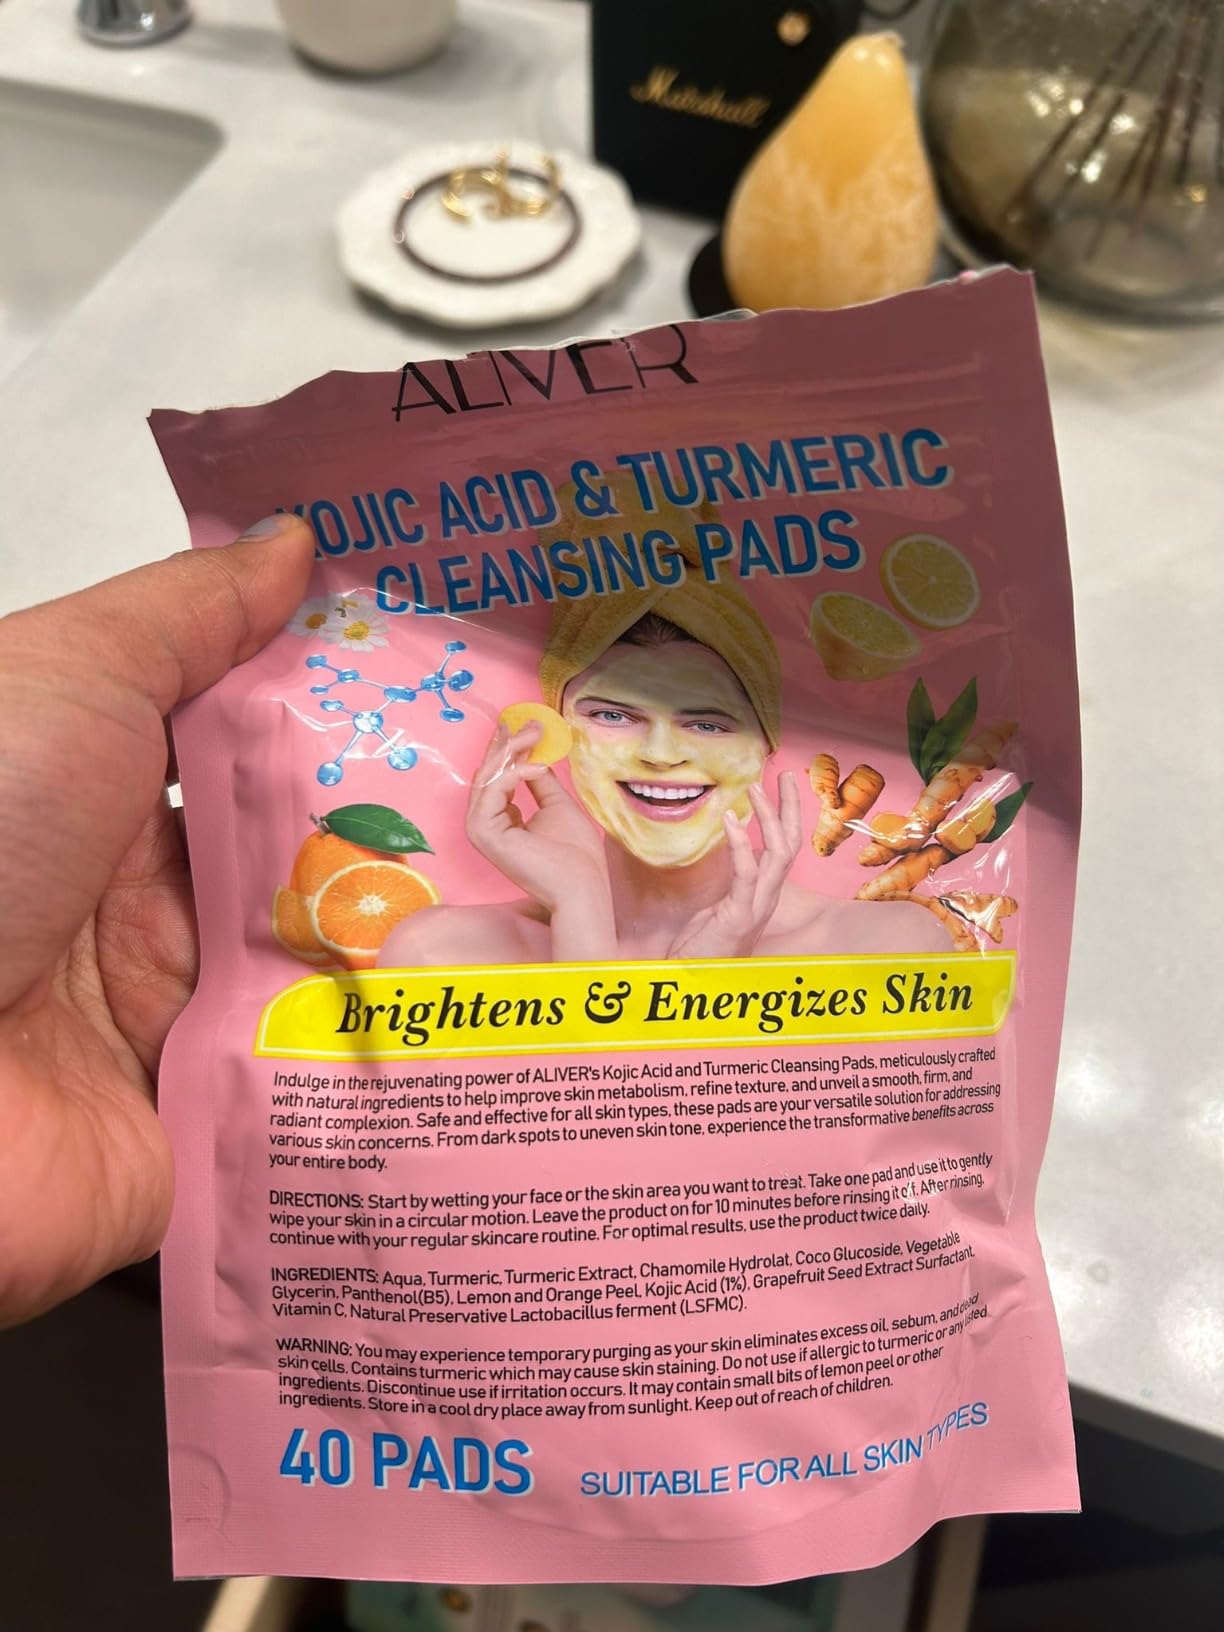 Marshall
ALIVER
KOJIC ACID & TURMERIC
CLEANSING PADS
Brightens & Energizes Skin
Indulge in the rejuvenating power of ALIVER's Kojic Acid and Turmeric Cleansing Pads, meticulously crafted
with natural ingredients to help improve skin metabolism, refine texture, and unveil a smooth, firm, and
radiant complexion. Safe and effective for all skin types, these pads are your versatile solution for addressing
various skin concerns. From dark spots to uneven skin tone, experience the transformative benefits across
your entire body.
DIRECTIONS: Start by wetting your face or the skin area you want to treat. Take one pad and use it to gently
wipe your skin in a circular motion. Leave the product on for 10 minutes before rinsing it off. After rinsing,
continue with your regular skincare routine. For optimal results, use the product twice daily.
INGREDIENTS: Aqua, Turmeric, Turmeric Extract, Chamomile Hydrolat, Coco Glucoside, Vegetable
Glycerin, Panthenol(B5), Lemon and Orange Peel, Kojic Acid (1%), Grapefruit Seed Extract Surfactant,
Vitamin C, Natural Preservative Lactobacillus ferment (LSFMC).
WARNING: You may experience temporary purging as your skin eliminates excess oil, sebum, and dead
skin cells. Contains turmeric which may cause skin staining. Do not use if allergic to turmeric or any listed
ingredients. Discontinue use if irritation occurs. It may contain small bits of lemon peel or other
ingredients. Store in a cool dry place away from sunlight. Keep out of reach of children.
40 PADS
SUITABLE FOR ALL SKIN TYPES